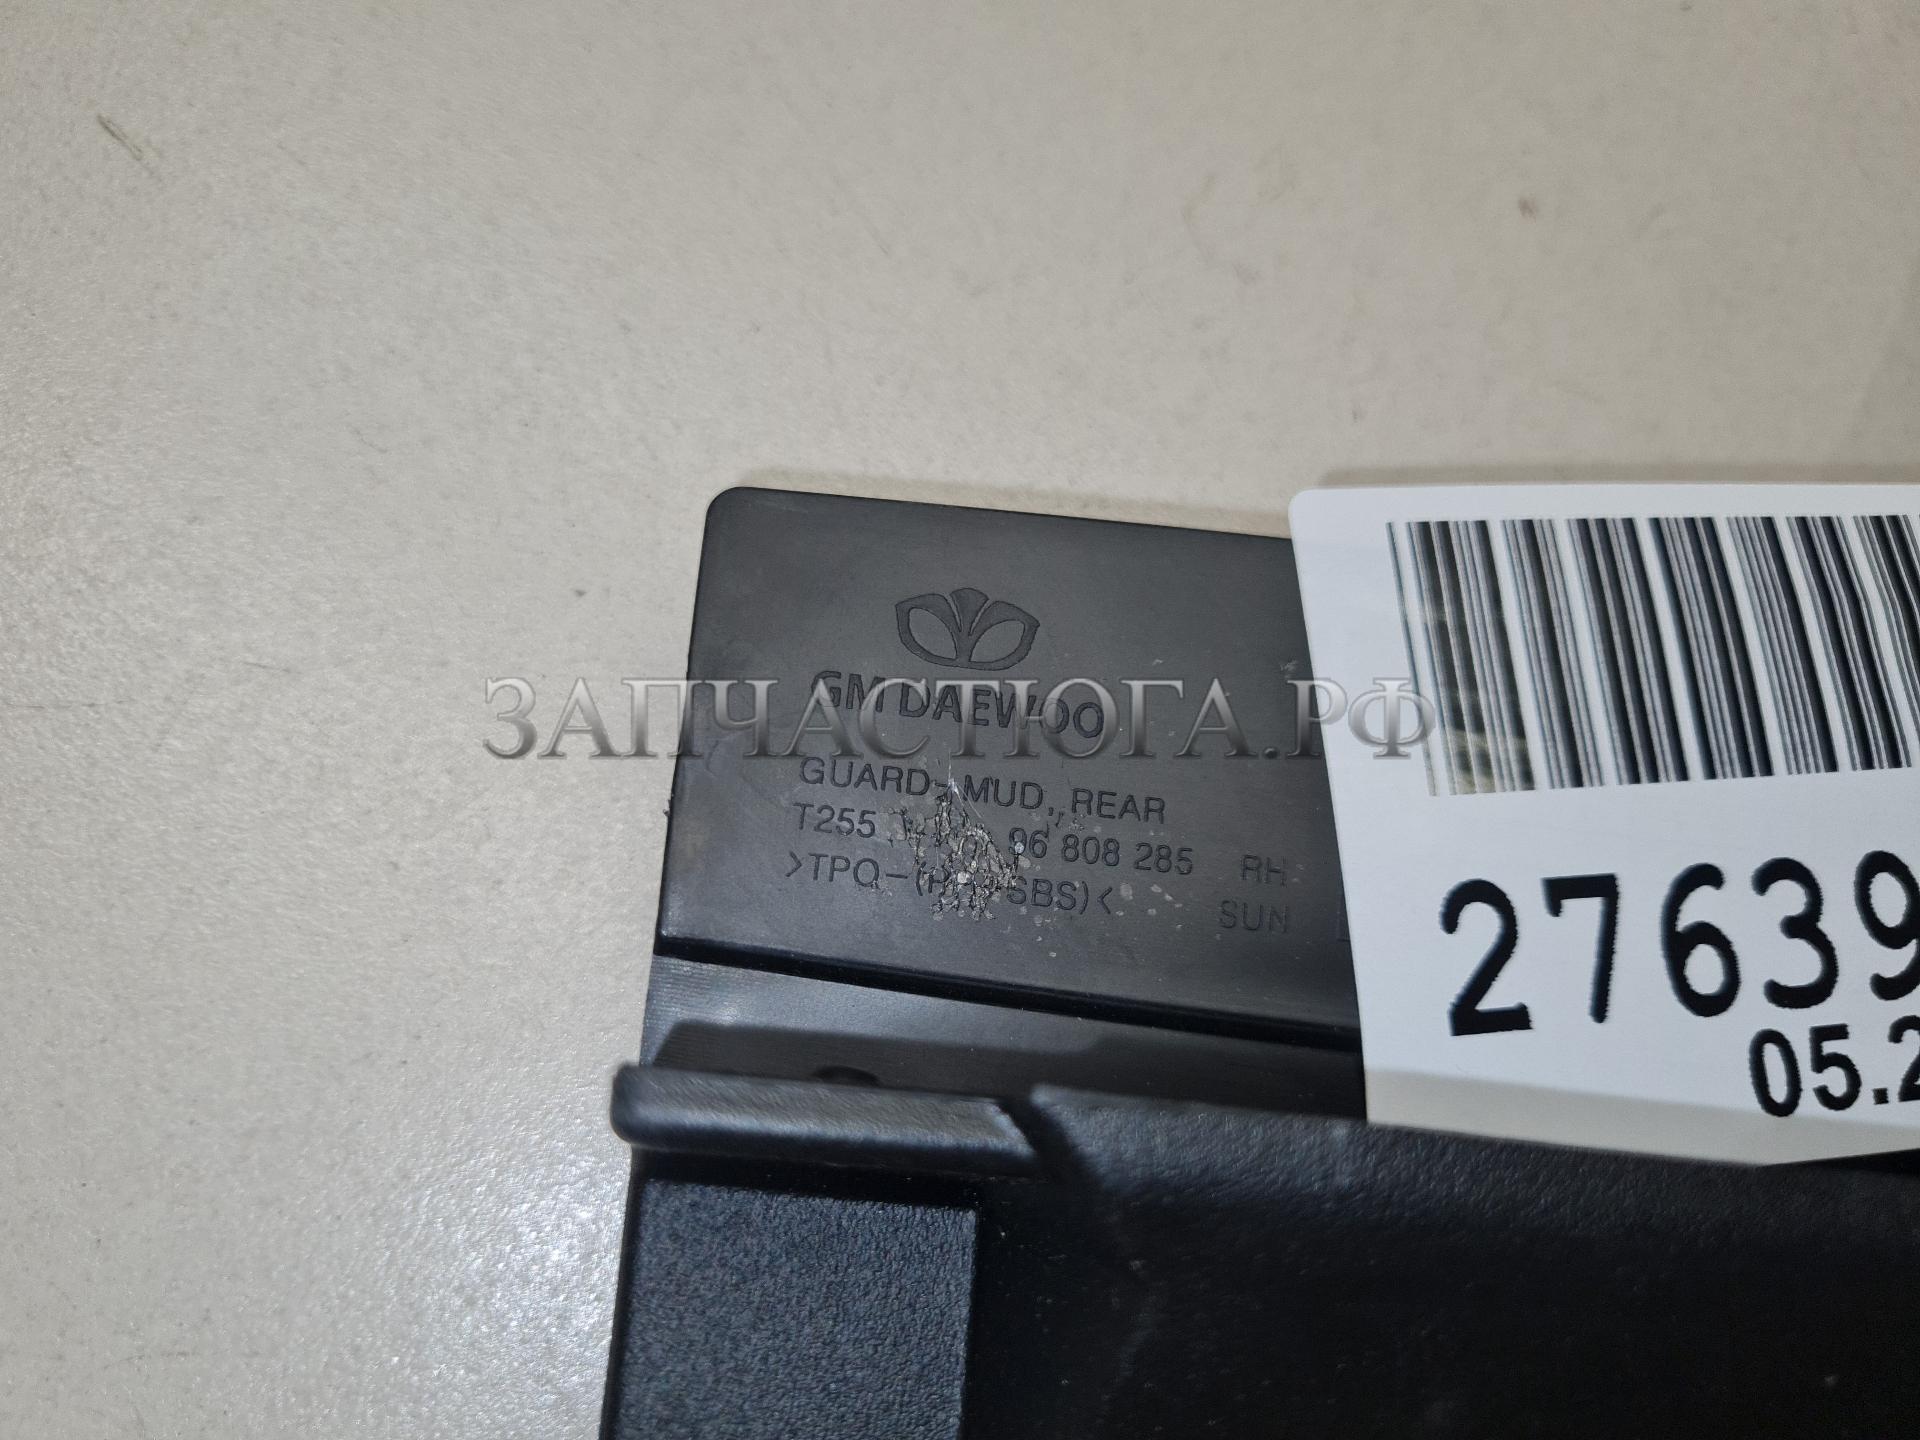 GM DAEWOO
ЗАПЧАСТЮГА.РФ
GUARD-MUD, REAR
T255 96 808 285 RH
>TPO-( SBS)<
SUN
27639
05.2